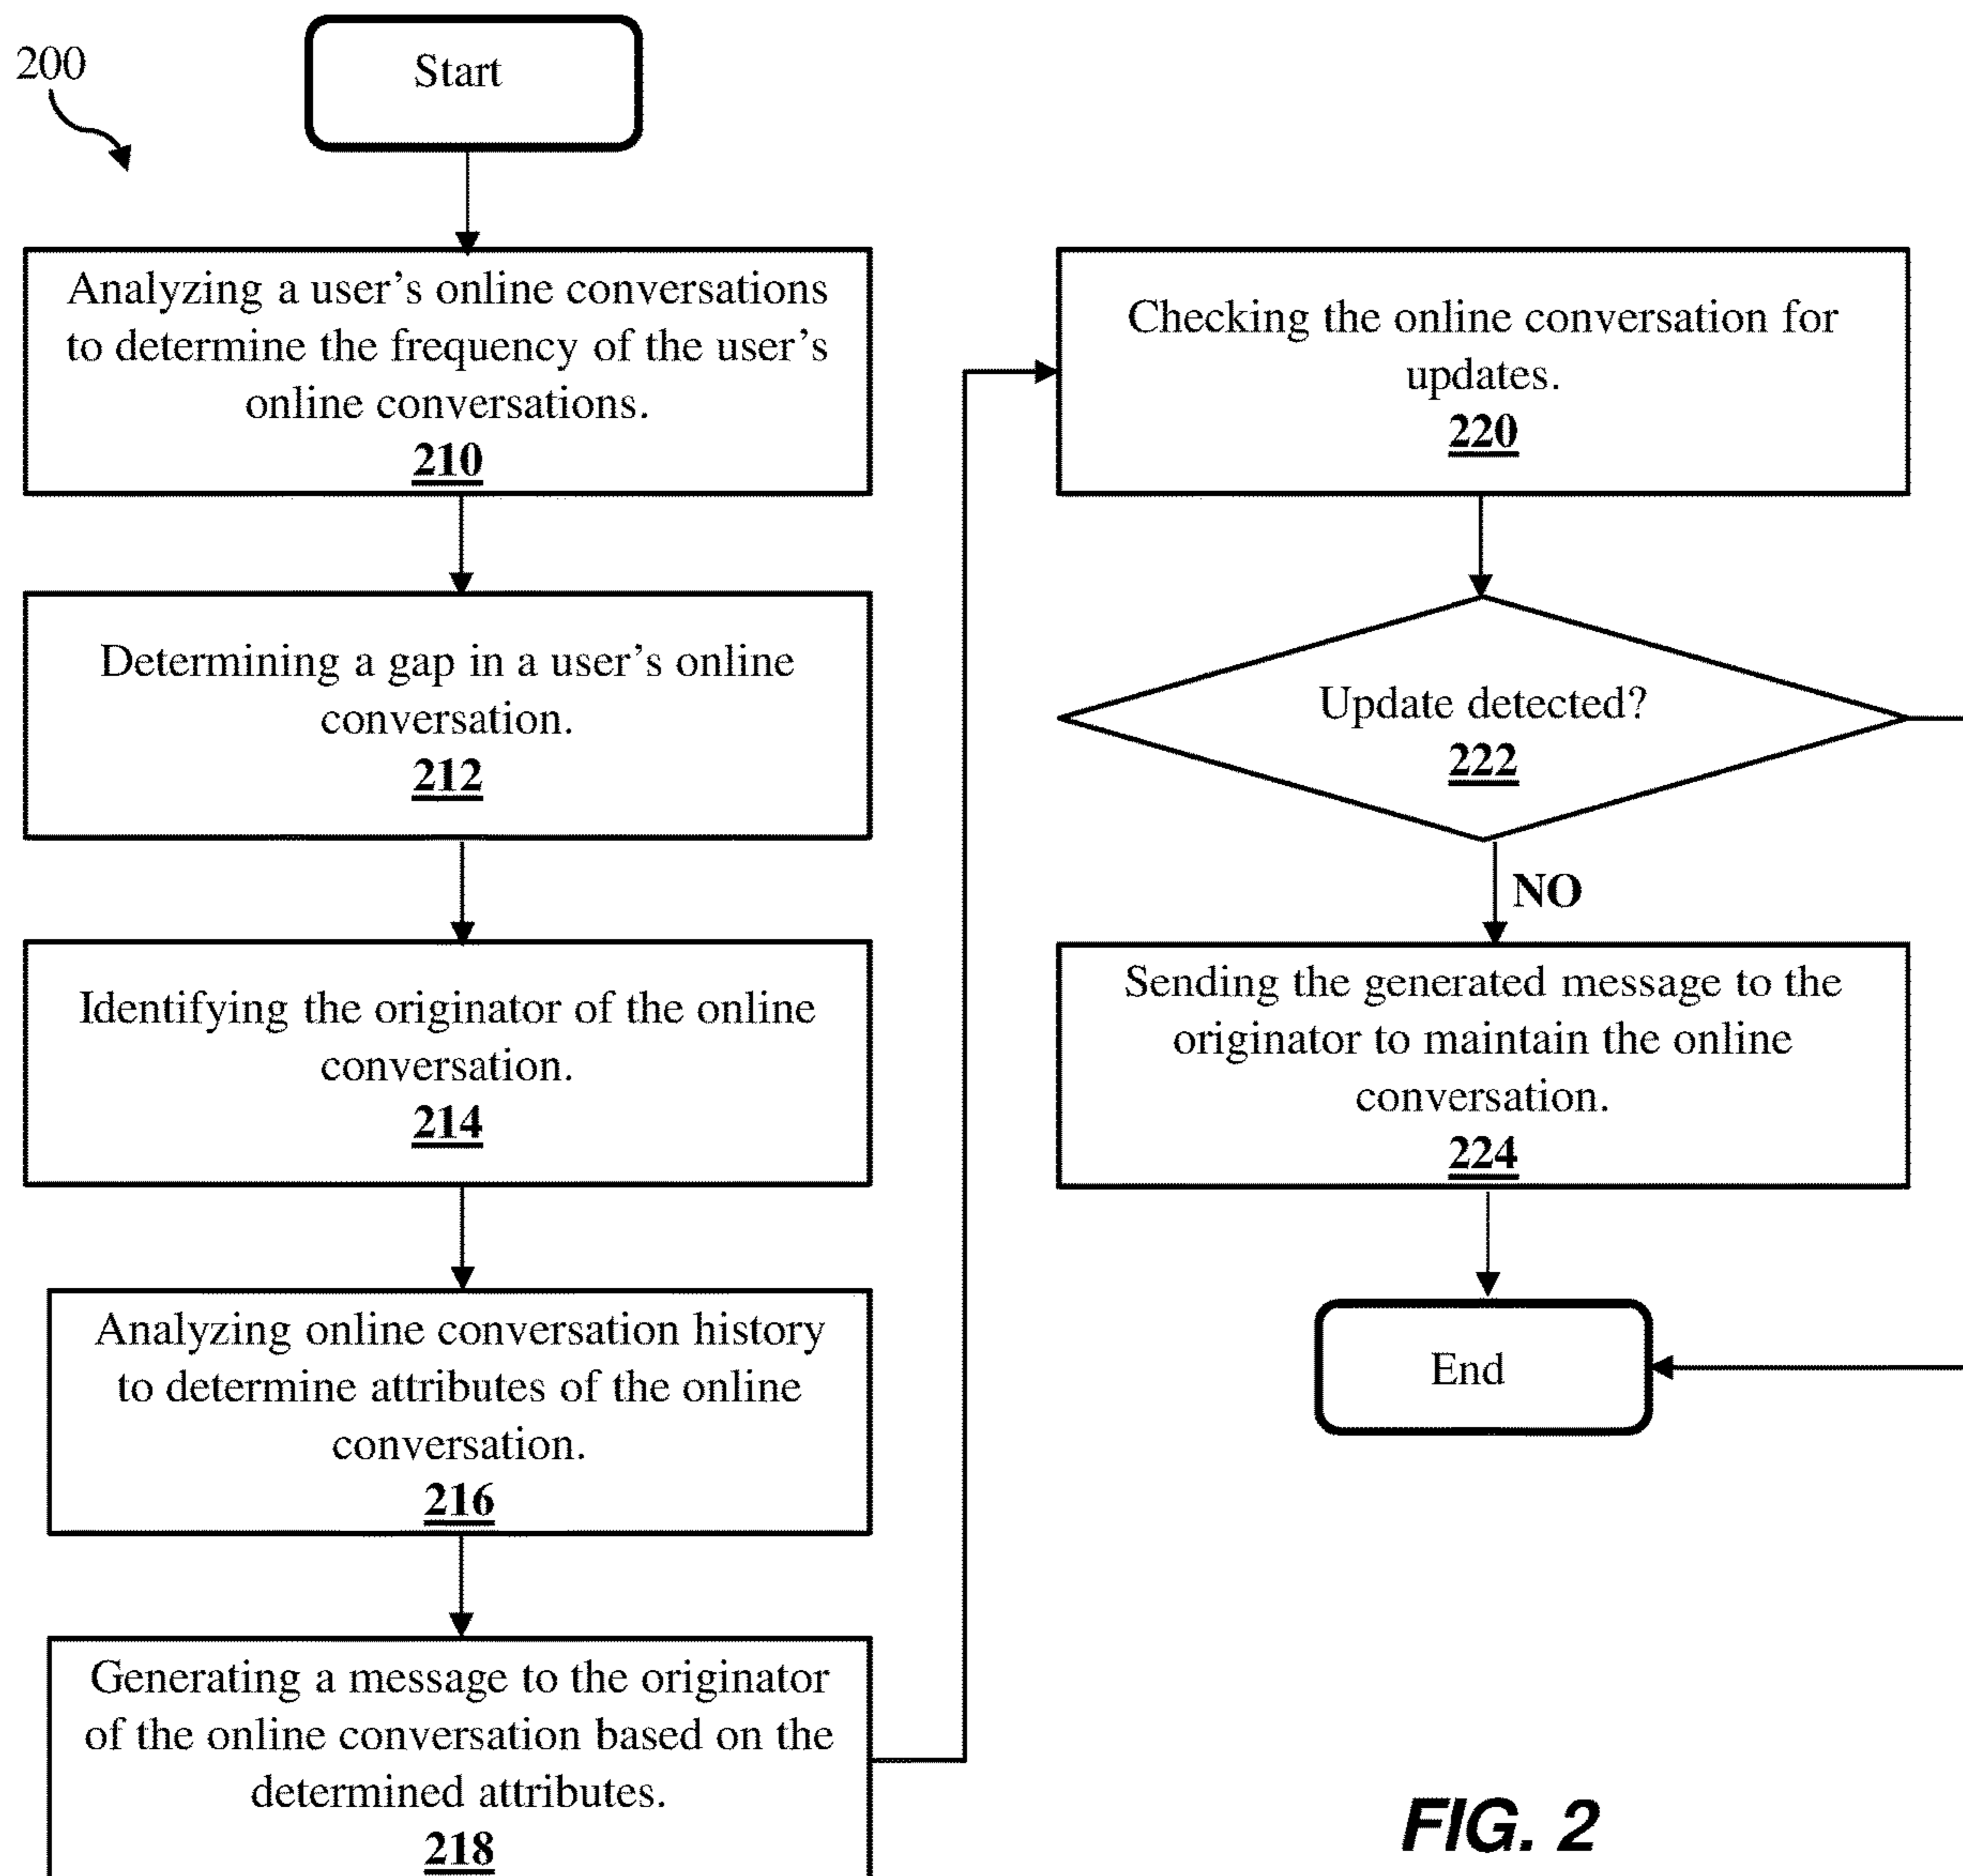 200
Start
Analyzing a user's online conversations
to determine the frequency of the user's
online conversations.
210
Determining a gap in a user's online
conversation.
212
Identifying the originator of the online
conversation.
214
Analyzing online conversation history
to determine attributes of the online
conversation.
216
Generating a message to the originator
of the online conversation based on the
determined attributes.
218
Checking the online conversation for
updates.
220
Update detected?
222
NO
Sending the generated message to the
originator to maintain the online
conversation.
224
End
FIG. 2